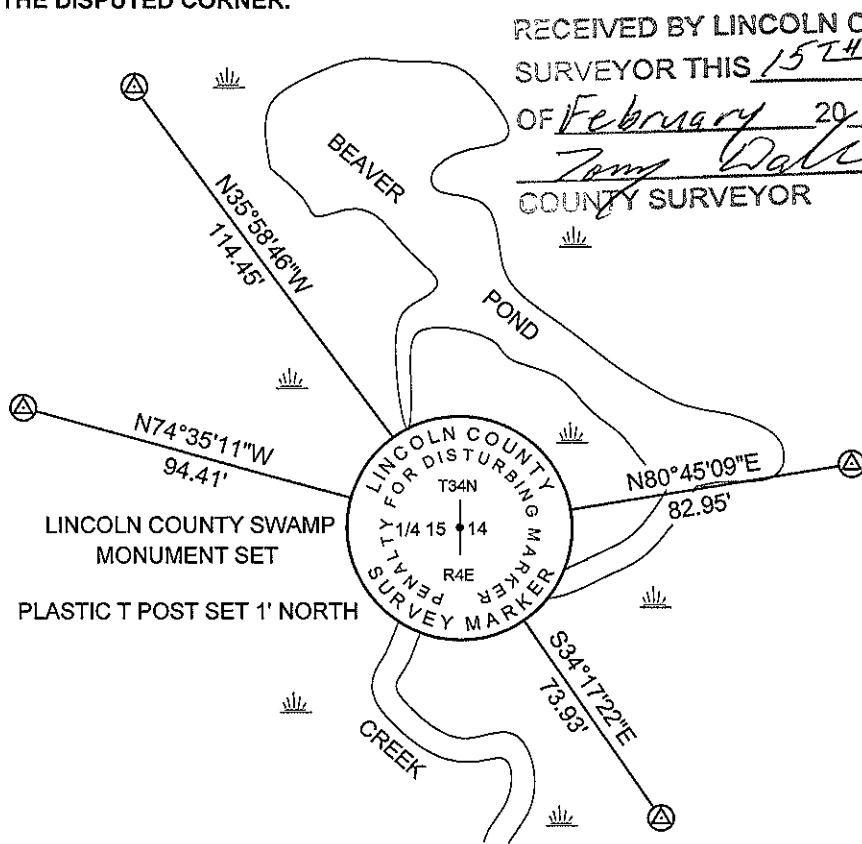 THE DISPUTED CORNER.
RECEIVED BY LINCOLN C
SURVEYOR THIS 15TH
OF February 20
Tony
COUNTY SURVEYOR
BEAVER
POND
N35°58'46"W
114.45'
N74°35'11"W
94.41'
N80°45'09"E
82.95'
LINCOLN COUNTY
PENALTY FOR DISTURBING MARKER
T34N
1/4 15 14
R4E
SURVEY MARKER
LINCOLN COUNTY SWAMP
MONUMENT SET
PLASTIC T POST SET 1' NORTH
S34°17'22"E
73.93'
CREEK